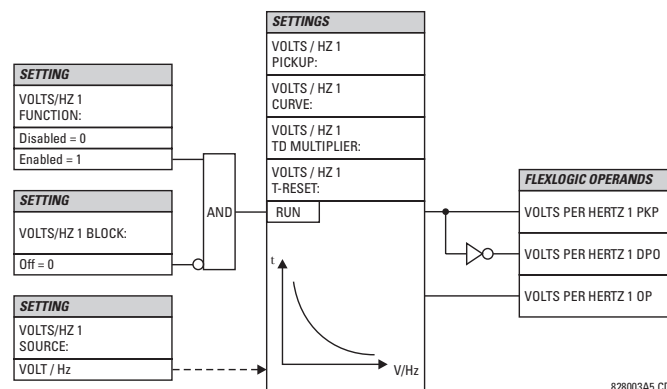 SETTING
VOLTS/HZ 1
FUNCTION:
Disabled = 0
Enabled = 1
SETTING
VOLTS/HZ 1 BLOCK:
Off = 0
SETTING
VOLTS/HZ 1
SOURCE:
VOLT / Hz
AND
SETTINGS
VOLTS / HZ 1
PICKUP:
VOLTS / HZ 1
CURVE:
VOLTS / HZ 1
TD MULTIPLIER:
VOLTS / HZ 1
T-RESET:
RUN
t
V/Hz
FLEXLOGIC OPERANDS
VOLTS PER HERTZ 1 PKP
VOLTS PER HERTZ 1 DPO
VOLTS PER HERTZ 1 OP
828003A5.CD